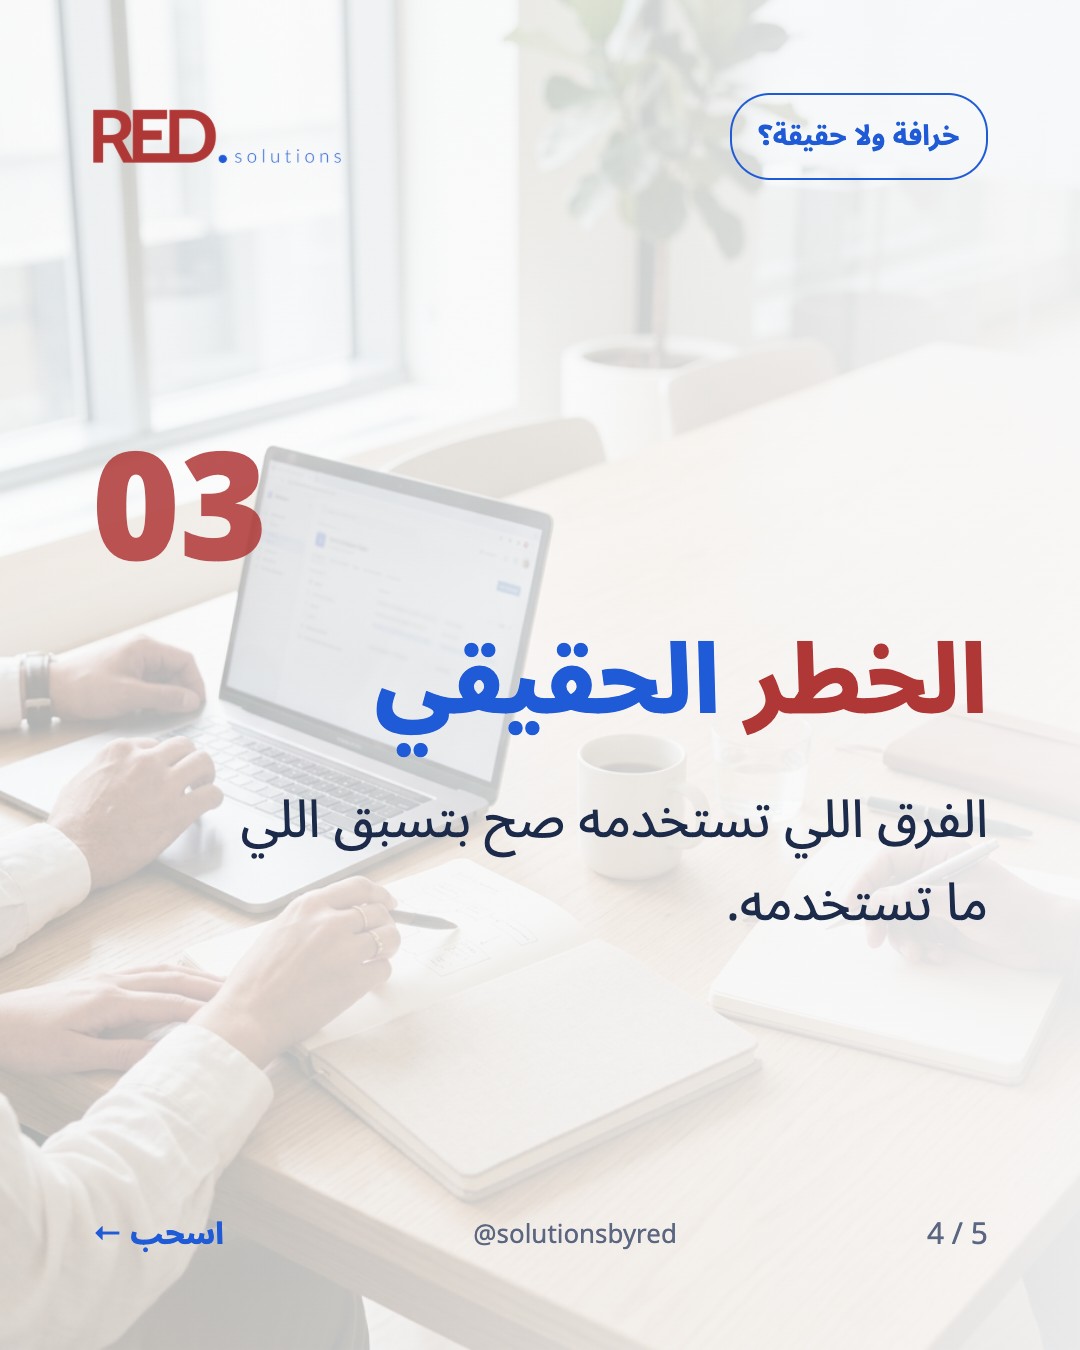 RED.solutions
خرافة ولا حقيقة؟
03
الخطر الحقيقي
الفرق اللي تستخدمه صح بتسبق اللي
ما تستخدمه.
اسحب ←
@solutionsbyred
4 / 5